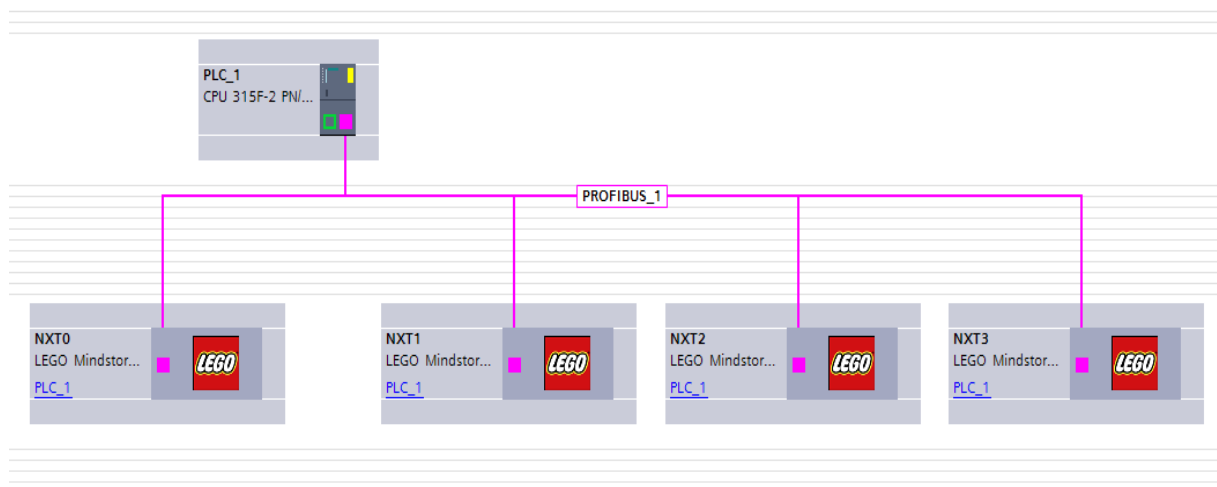 PLC_1
CPU 315F-2 PN/...
PROFIBUS_1
NXT0
LEGO Mindstor...
PLC_1
LEGO
NXT1
LEGO Mindstor...
PLC_1
LEGO
NXT2
LEGO Mindstor...
PLC_1
LEGO
NXT3
LEGO Mindstor...
PLC_1
LEGO